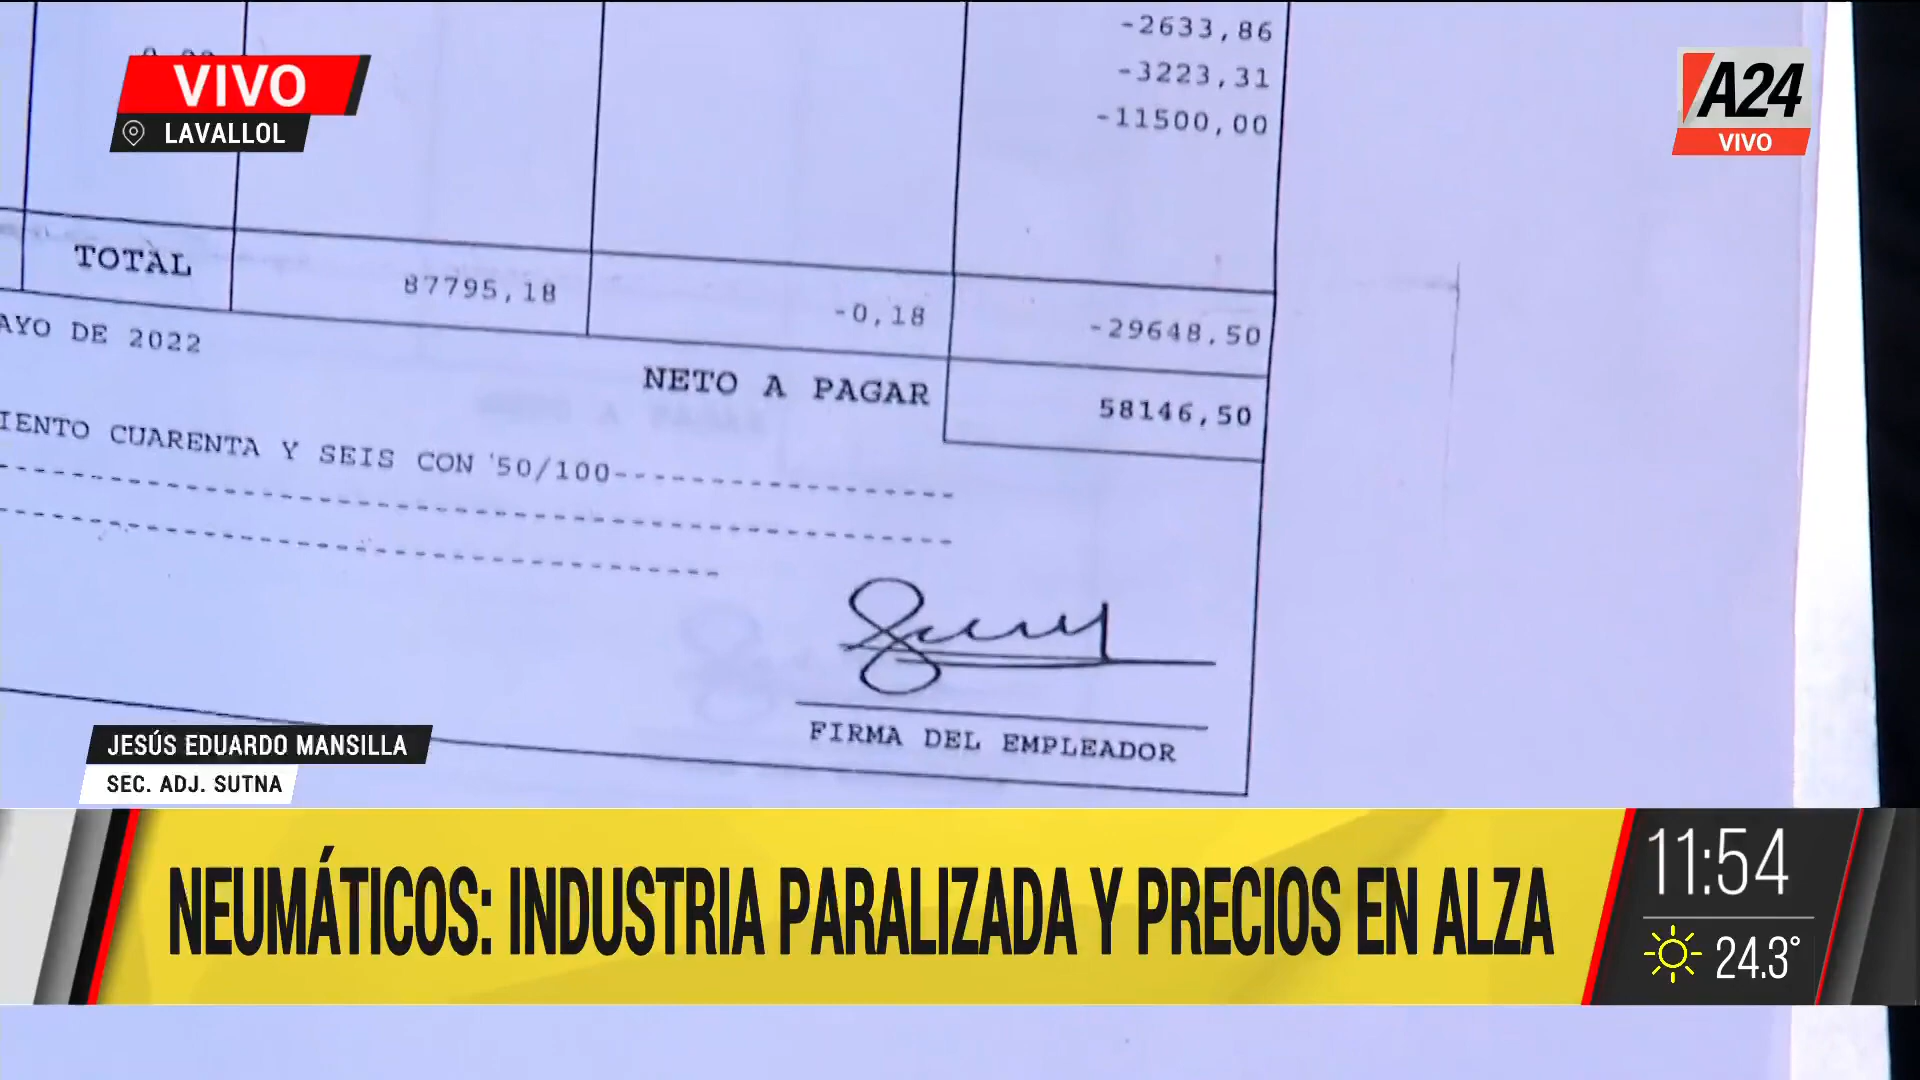 -2633,86
-3223,31
-11500,00
VIVO
LAVALLOL
A24
VIVO
TOTAL 87795,18 -0,18 -29648,50
AYO DE 2022
NETO A PAGAR 58146,50
IENTO CUARENTA Y SEIS CON 50/100-----------------
FIRMA DEL EMPLEADOR
JESÚS EDUARDO MANSILLA
SEC. ADJ. SUTNA
NEUMÁTICOS: INDUSTRIA PARALIZADA Y PRECIOS EN ALZA
11:54
24.3°